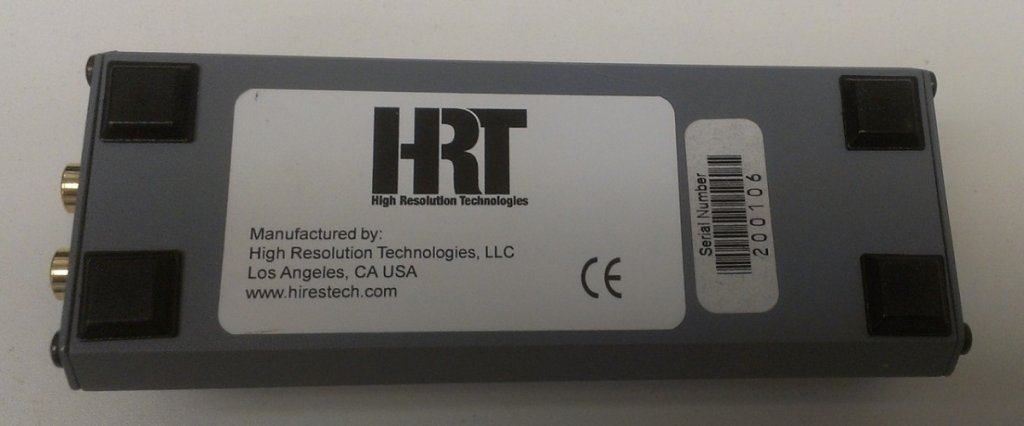 HRT
High Resolution Technologies
Manufactured by:
High Resolution Technologies, LLC
Los Angeles, CA USA
www.hirestech.com
CE
Serial Number
200106